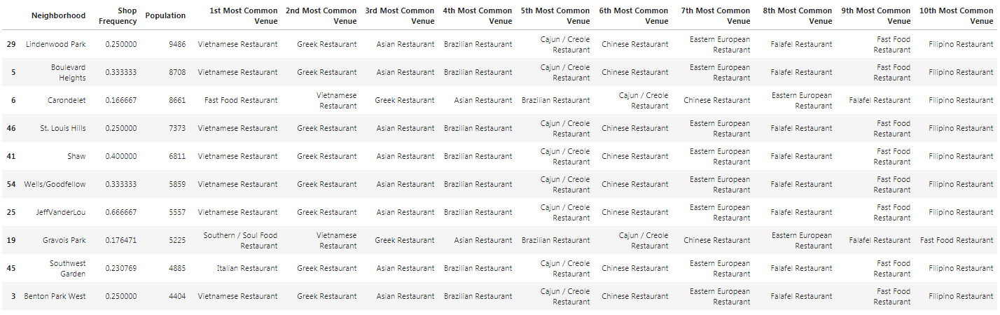 Neighborhood Shop Frequency Population 1st Most Common Venue 2nd Most Common Venue 3rd Most Common Venue 4th Most Common Venue 5th Most Common Venue 6th Most Common Venue 7th Most Common Venue 8th Most Common Venue 9th Most Common Venue 10th Most Common Venue
29 Lindenwood Park 0.250000 9486 Vietnamese Restaurant Greek Restaurant Asian Restaurant Brazilian Restaurant Cajun / Creole Restaurant Chinese Restaurant Eastern European Restaurant Falafel Restaurant Fast Food Restaurant Filipino Restaurant
5 Boulevard Heights 0.333333 8708 Vietnamese Restaurant Greek Restaurant Asian Restaurant Brazilian Restaurant Cajun / Creole Restaurant Chinese Restaurant Eastern European Restaurant Falafel Restaurant Fast Food Restaurant Filipino Restaurant
6 Carondelet 0.166667 8661 Fast Food Restaurant Vietnamese Restaurant Greek Restaurant Asian Restaurant Brazilian Restaurant Cajun / Creole Restaurant Chinese Restaurant Eastern European Restaurant Falafel Restaurant Filipino Restaurant
46 St. Louis Hills 0.250000 7373 Vietnamese Restaurant Greek Restaurant Asian Restaurant Brazilian Restaurant Cajun / Creole Restaurant Chinese Restaurant Eastern European Restaurant Falafel Restaurant Fast Food Restaurant Filipino Restaurant
41 Shaw 0.400000 6811 Vietnamese Restaurant Greek Restaurant Asian Restaurant Brazilian Restaurant Cajun / Creole Restaurant Chinese Restaurant Eastern European Restaurant Falafel Restaurant Fast Food Restaurant Filipino Restaurant
54 Wells/Goodfellow 0.333333 5859 Vietnamese Restaurant Greek Restaurant Asian Restaurant Brazilian Restaurant Cajun / Creole Restaurant Chinese Restaurant Eastern European Restaurant Falafel Restaurant Fast Food Restaurant Filipino Restaurant
25 JeffVanderLou 0.666667 5557 Vietnamese Restaurant Greek Restaurant Asian Restaurant Brazilian Restaurant Cajun / Creole Restaurant Chinese Restaurant Eastern European Restaurant Falafel Restaurant Fast Food Restaurant Filipino Restaurant
19 Gravois Park 0.176471 5225 Southern / Soul Food Restaurant Vietnamese Restaurant Greek Restaurant Asian Restaurant Brazilian Restaurant Cajun / Creole Restaurant Chinese Restaurant Eastern European Restaurant Falafel Restaurant Fast Food Restaurant
45 Southwest Garden 0.230769 4885 Italian Restaurant Greek Restaurant Asian Restaurant Brazilian Restaurant Cajun / Creole Restaurant Chinese Restaurant Eastern European Restaurant Falafel Restaurant Fast Food Restaurant Filipino Restaurant
3 Benton Park West 0.250000 4404 Vietnamese Restaurant Greek Restaurant Asian Restaurant Brazilian Restaurant Cajun / Creole Restaurant Chinese Restaurant Eastern European Restaurant Falafel Restaurant Fast Food Restaurant Filipino Restaurant